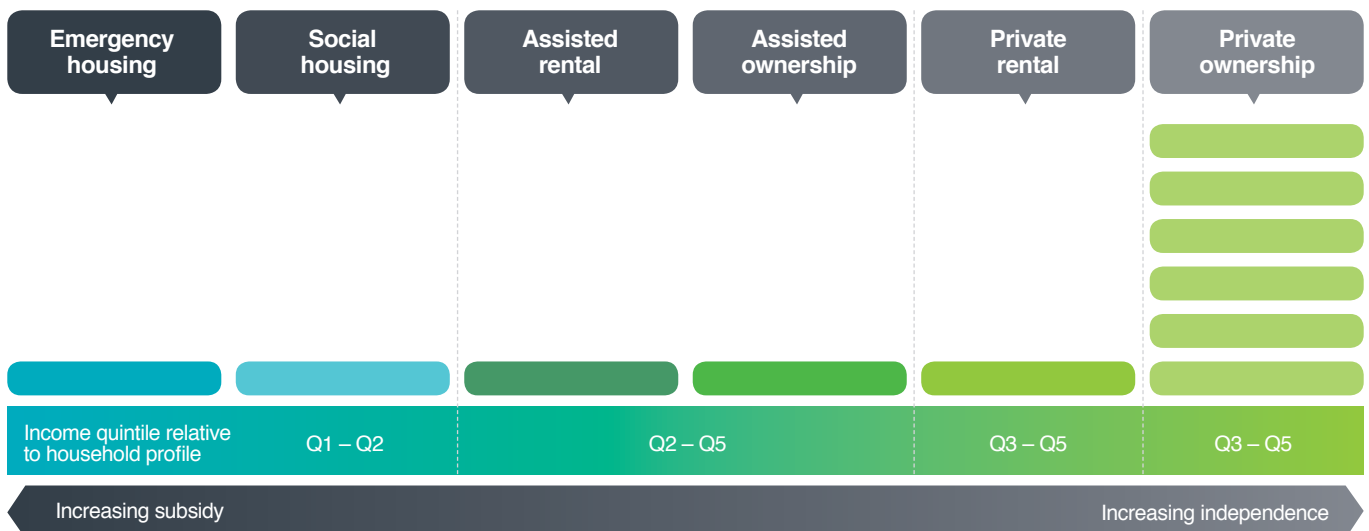 Emergency
housing
Social
housing
Assisted
rental
Assisted
ownership
Private
rental
Private
ownership
Income quintile relative
to household profile
Q1 – Q2
Q2 – Q5
Q3 – Q5
Q3 – Q5
Increasing subsidy
Increasing independence